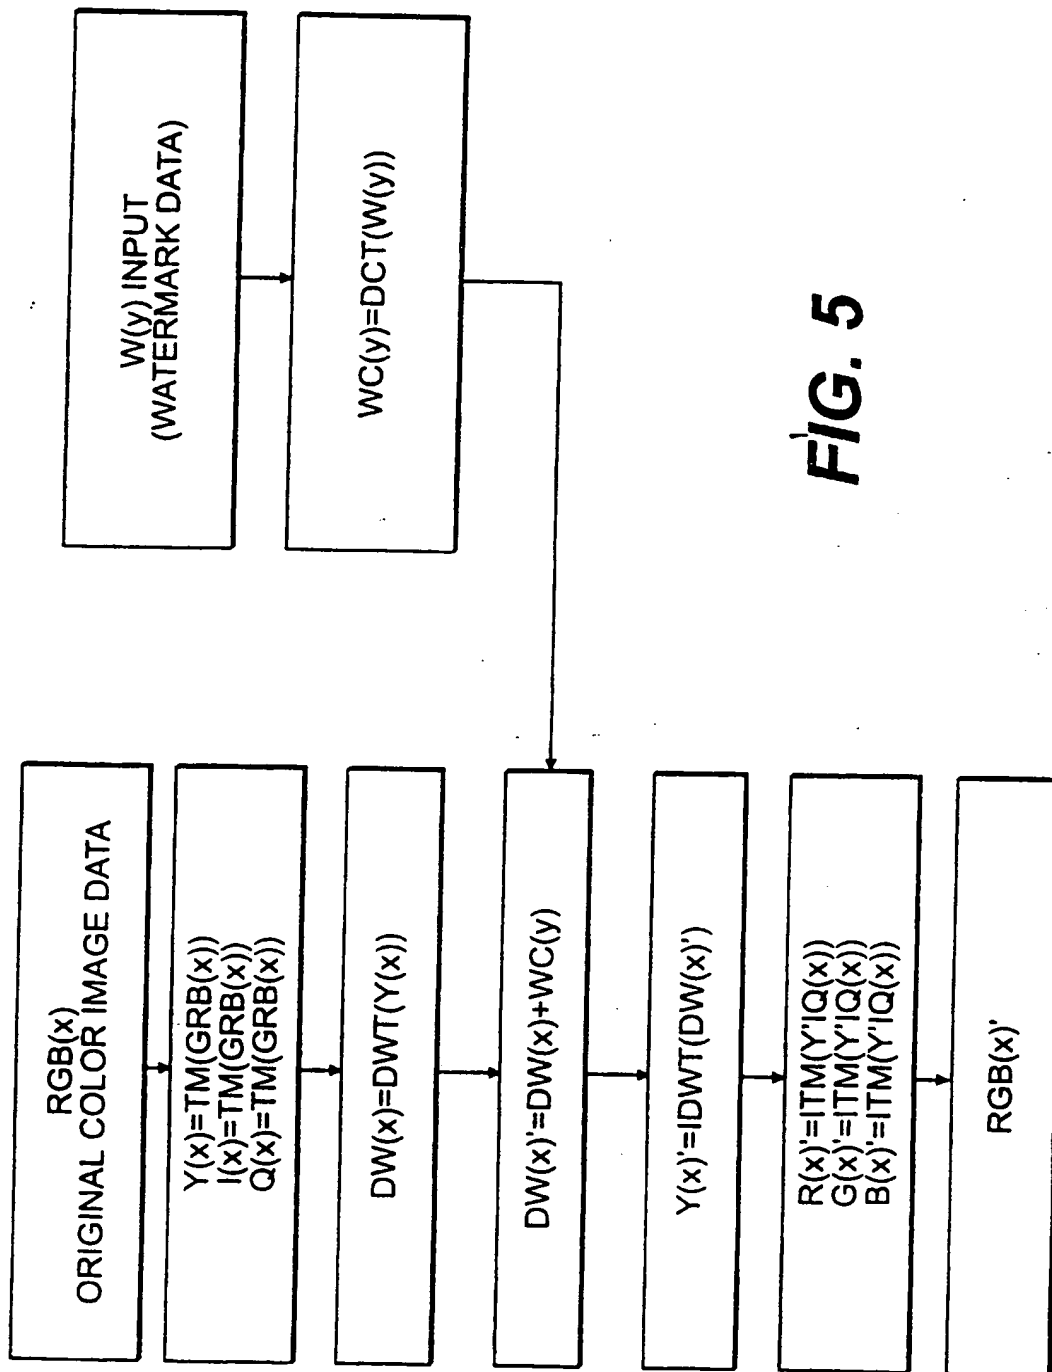 RGB(x)
ORIGINAL COLOR IMAGE DATA
Y(x)=TM(GRB(x))
I(x)=TM(GRB(x))
Q(x)=TM(GRB(x))
DW(x)=DWT(Y(x))
DW(x)'=DW(x)+WC(y)
Y(x)'=IDWT(DW(x)')
R(x)'=ITM(Y'IQ(x))
G(x)'=ITM(Y'IQ(x))
B(x)'=ITM(Y'IQ(x))
RGB(x)'
W(y) INPUT
(WATERMARK DATA)
WC(y)=DCT(W(y))
FIG. 5